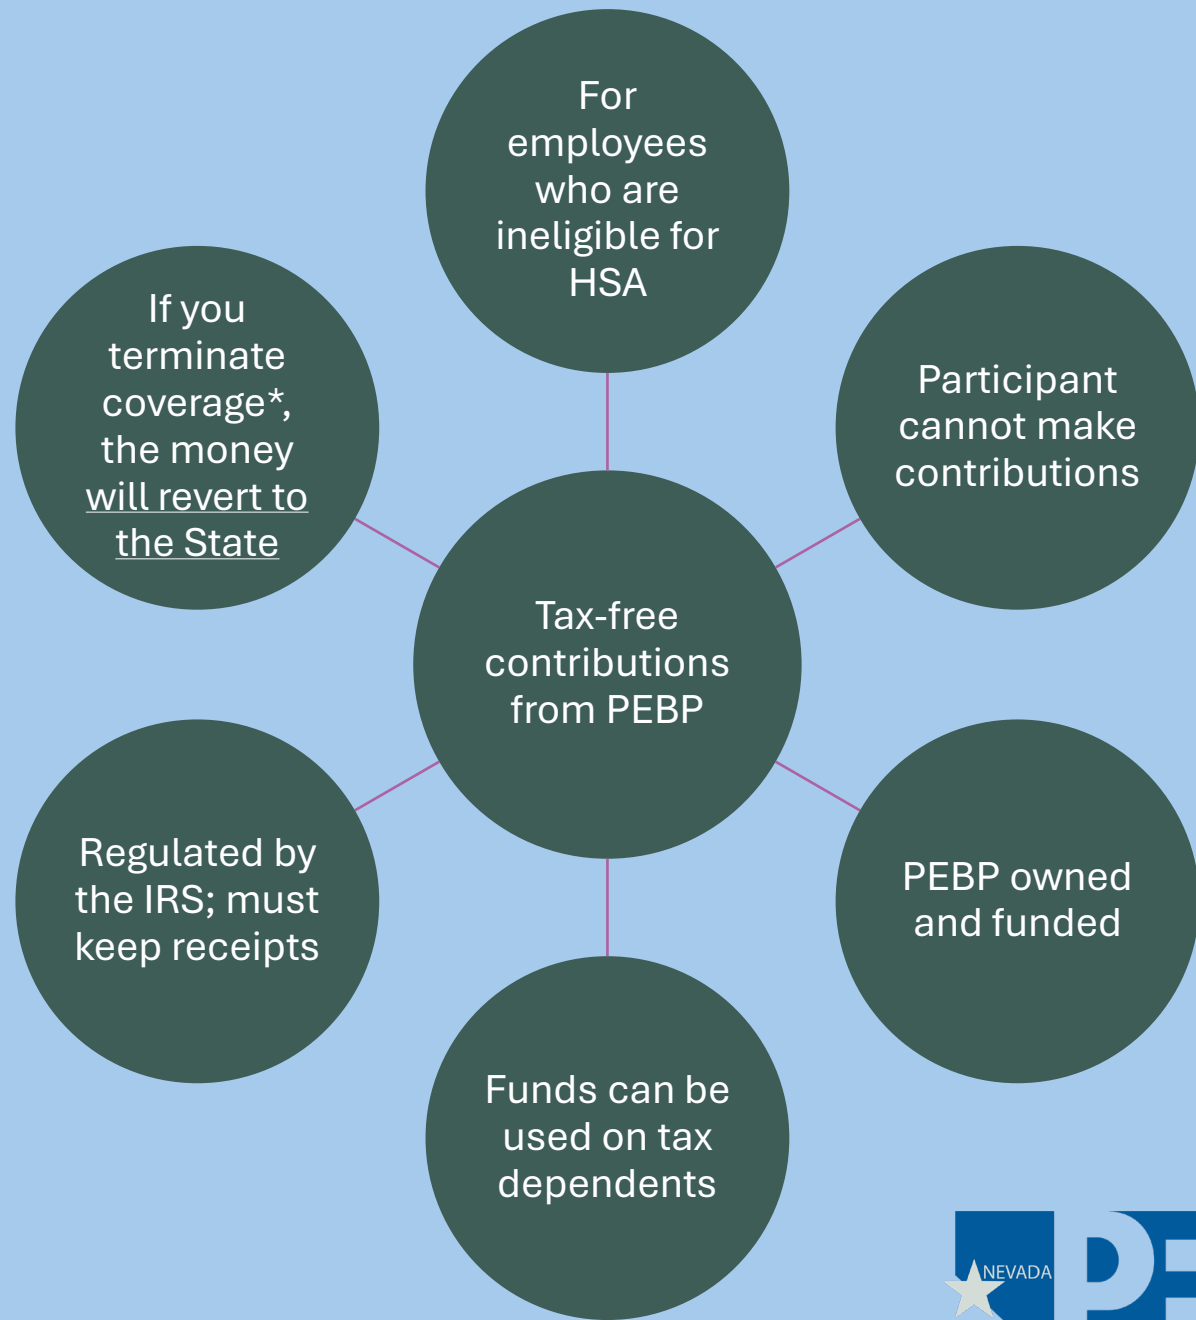 For
employees
who are
ineligible for
HSA
If you
terminate
coverage*,
the money
will revert to
the State
Participant
cannot make
contributions
Tax-free
contributions
from PEBP
Regulated by
the IRS; must
keep receipts
PEBP owned
and funded
Funds can be
used on tax
dependents
NEVADA